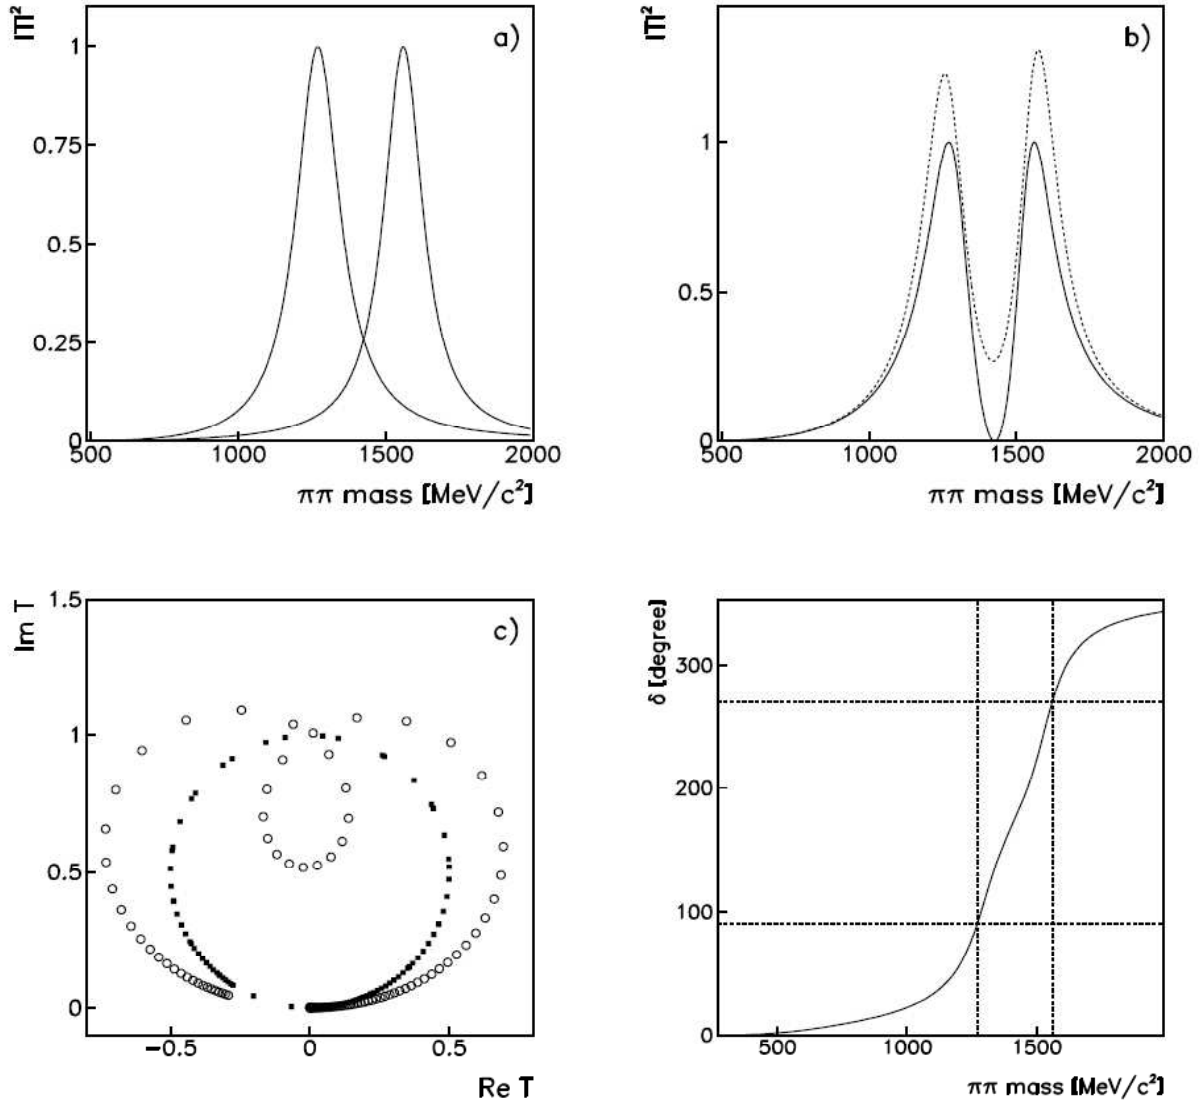 |T|²
a)
1
0.75
0.5
0.25
0
500 1000 1500 2000
ππ mass [MeV/c²]
|T|²
b)
1
0.5
0
500 1000 1500 2000
ππ mass [MeV/c²]
Im T
c)
1.5
1
0.5
0
−0.5 0 0.5
Re T
δ [degree]
300
200
100
0
500 1000 1500
ππ mass [MeV/c²]